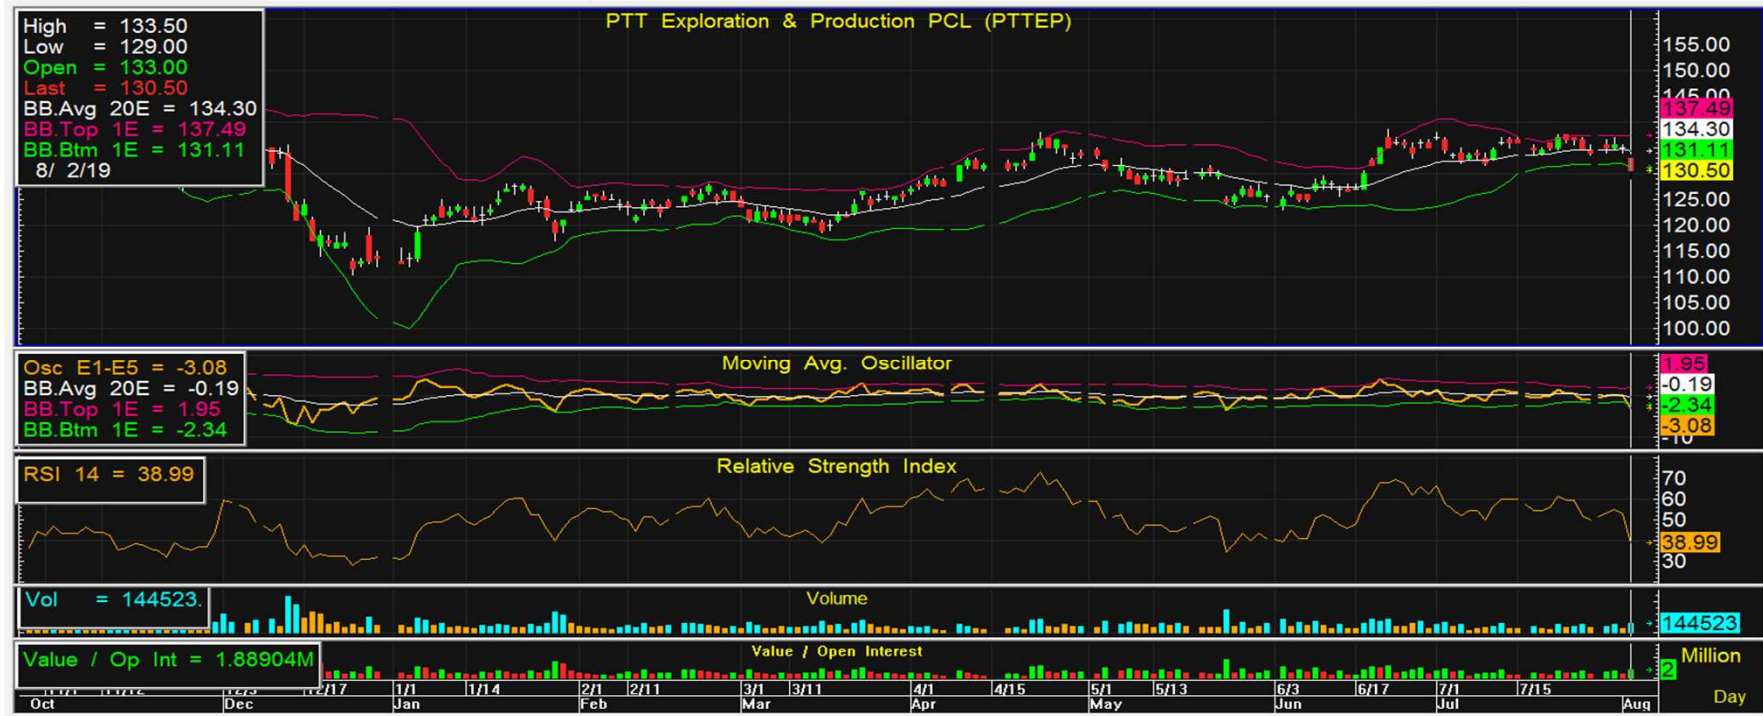 PTT Exploration & Production PCL (PTTEP)
High = 133.50
Low = 129.00
Open = 133.00
Last = 130.50
BB.Avg 20E = 134.30
BB.Top 1E = 137.49
BB.Btm 1E = 131.11
8/ 2/19
155.00
150.00
145.00
137.49
134.30
131.11
130.50
125.00
120.00
115.00
110.00
105.00
100.00
Moving Avg. Oscillator
Osc E1-E5 = -3.08
BB.Avg 20E = -0.19
BB.Top 1E = 1.95
BB.Btm 1E = -2.34
1.95
-0.19
-2.34
-3.08
-10
Relative Strength Index
RSI 14 = 38.99
70
60
50
38.99
30
Volume
Vol = 144523.
144523
Value / Open Interest
Value / Op Int = 1.88904M
2 Million
12/17 1/1 1/14 2/1 2/11 3/1 3/11 4/1 4/15 5/1 5/13 6/3 6/17 7/1 7/15
Oct Dec Jan Feb Mar Apr May Jun Jul Aug
Day